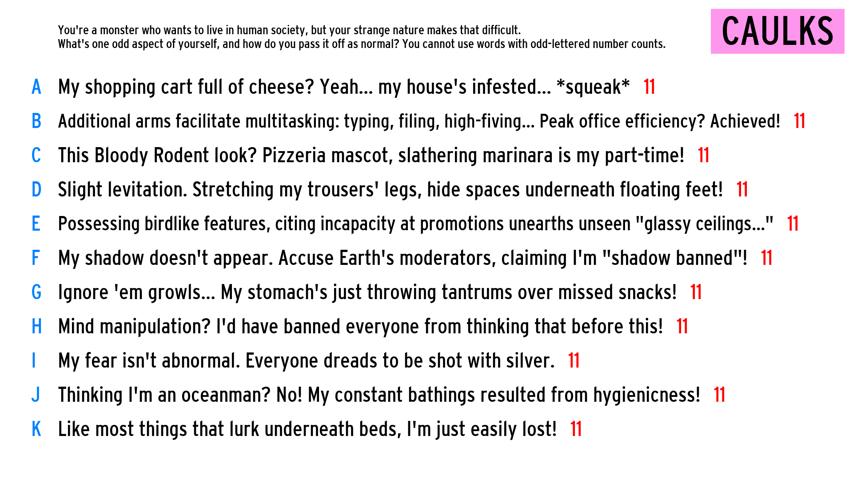 You're a monster who wants to live in human society, but your strange nature makes that difficult.
What's one odd aspect of yourself, and how do you pass it off as normal? You cannot use words with odd-lettered number counts.
CAULKS
A My shopping cart full of cheese? Yeah... my house's infested... *squeak* 11
B Additional arms facilitate multitasking: typing, filing, high-fiving... Peak office efficiency? Achieved! 11
C This Bloody Rodent look? Pizzeria mascot, slathering marinara is my part-time! 11
D Slight levitation. Stretching my trousers' legs, hide spaces underneath floating feet! 11
E Possessing birdlike features, citing incapacity at promotions unearths unseen "glassy ceilings..." 11
F My shadow doesn't appear. Accuse Earth's moderators, claiming I'm "shadow banned"! 11
G Ignore 'em growls... My stomach's just throwing tantrums over missed snacks! 11
H Mind manipulation? I'd have banned everyone from thinking that before this! 11
I My fear isn't abnormal. Everyone dreads to be shot with silver. 11
J Thinking I'm an oceanman? No! My constant bathings resulted from hygienicness! 11
K Like most things that lurk underneath beds, I'm just easily lost! 11